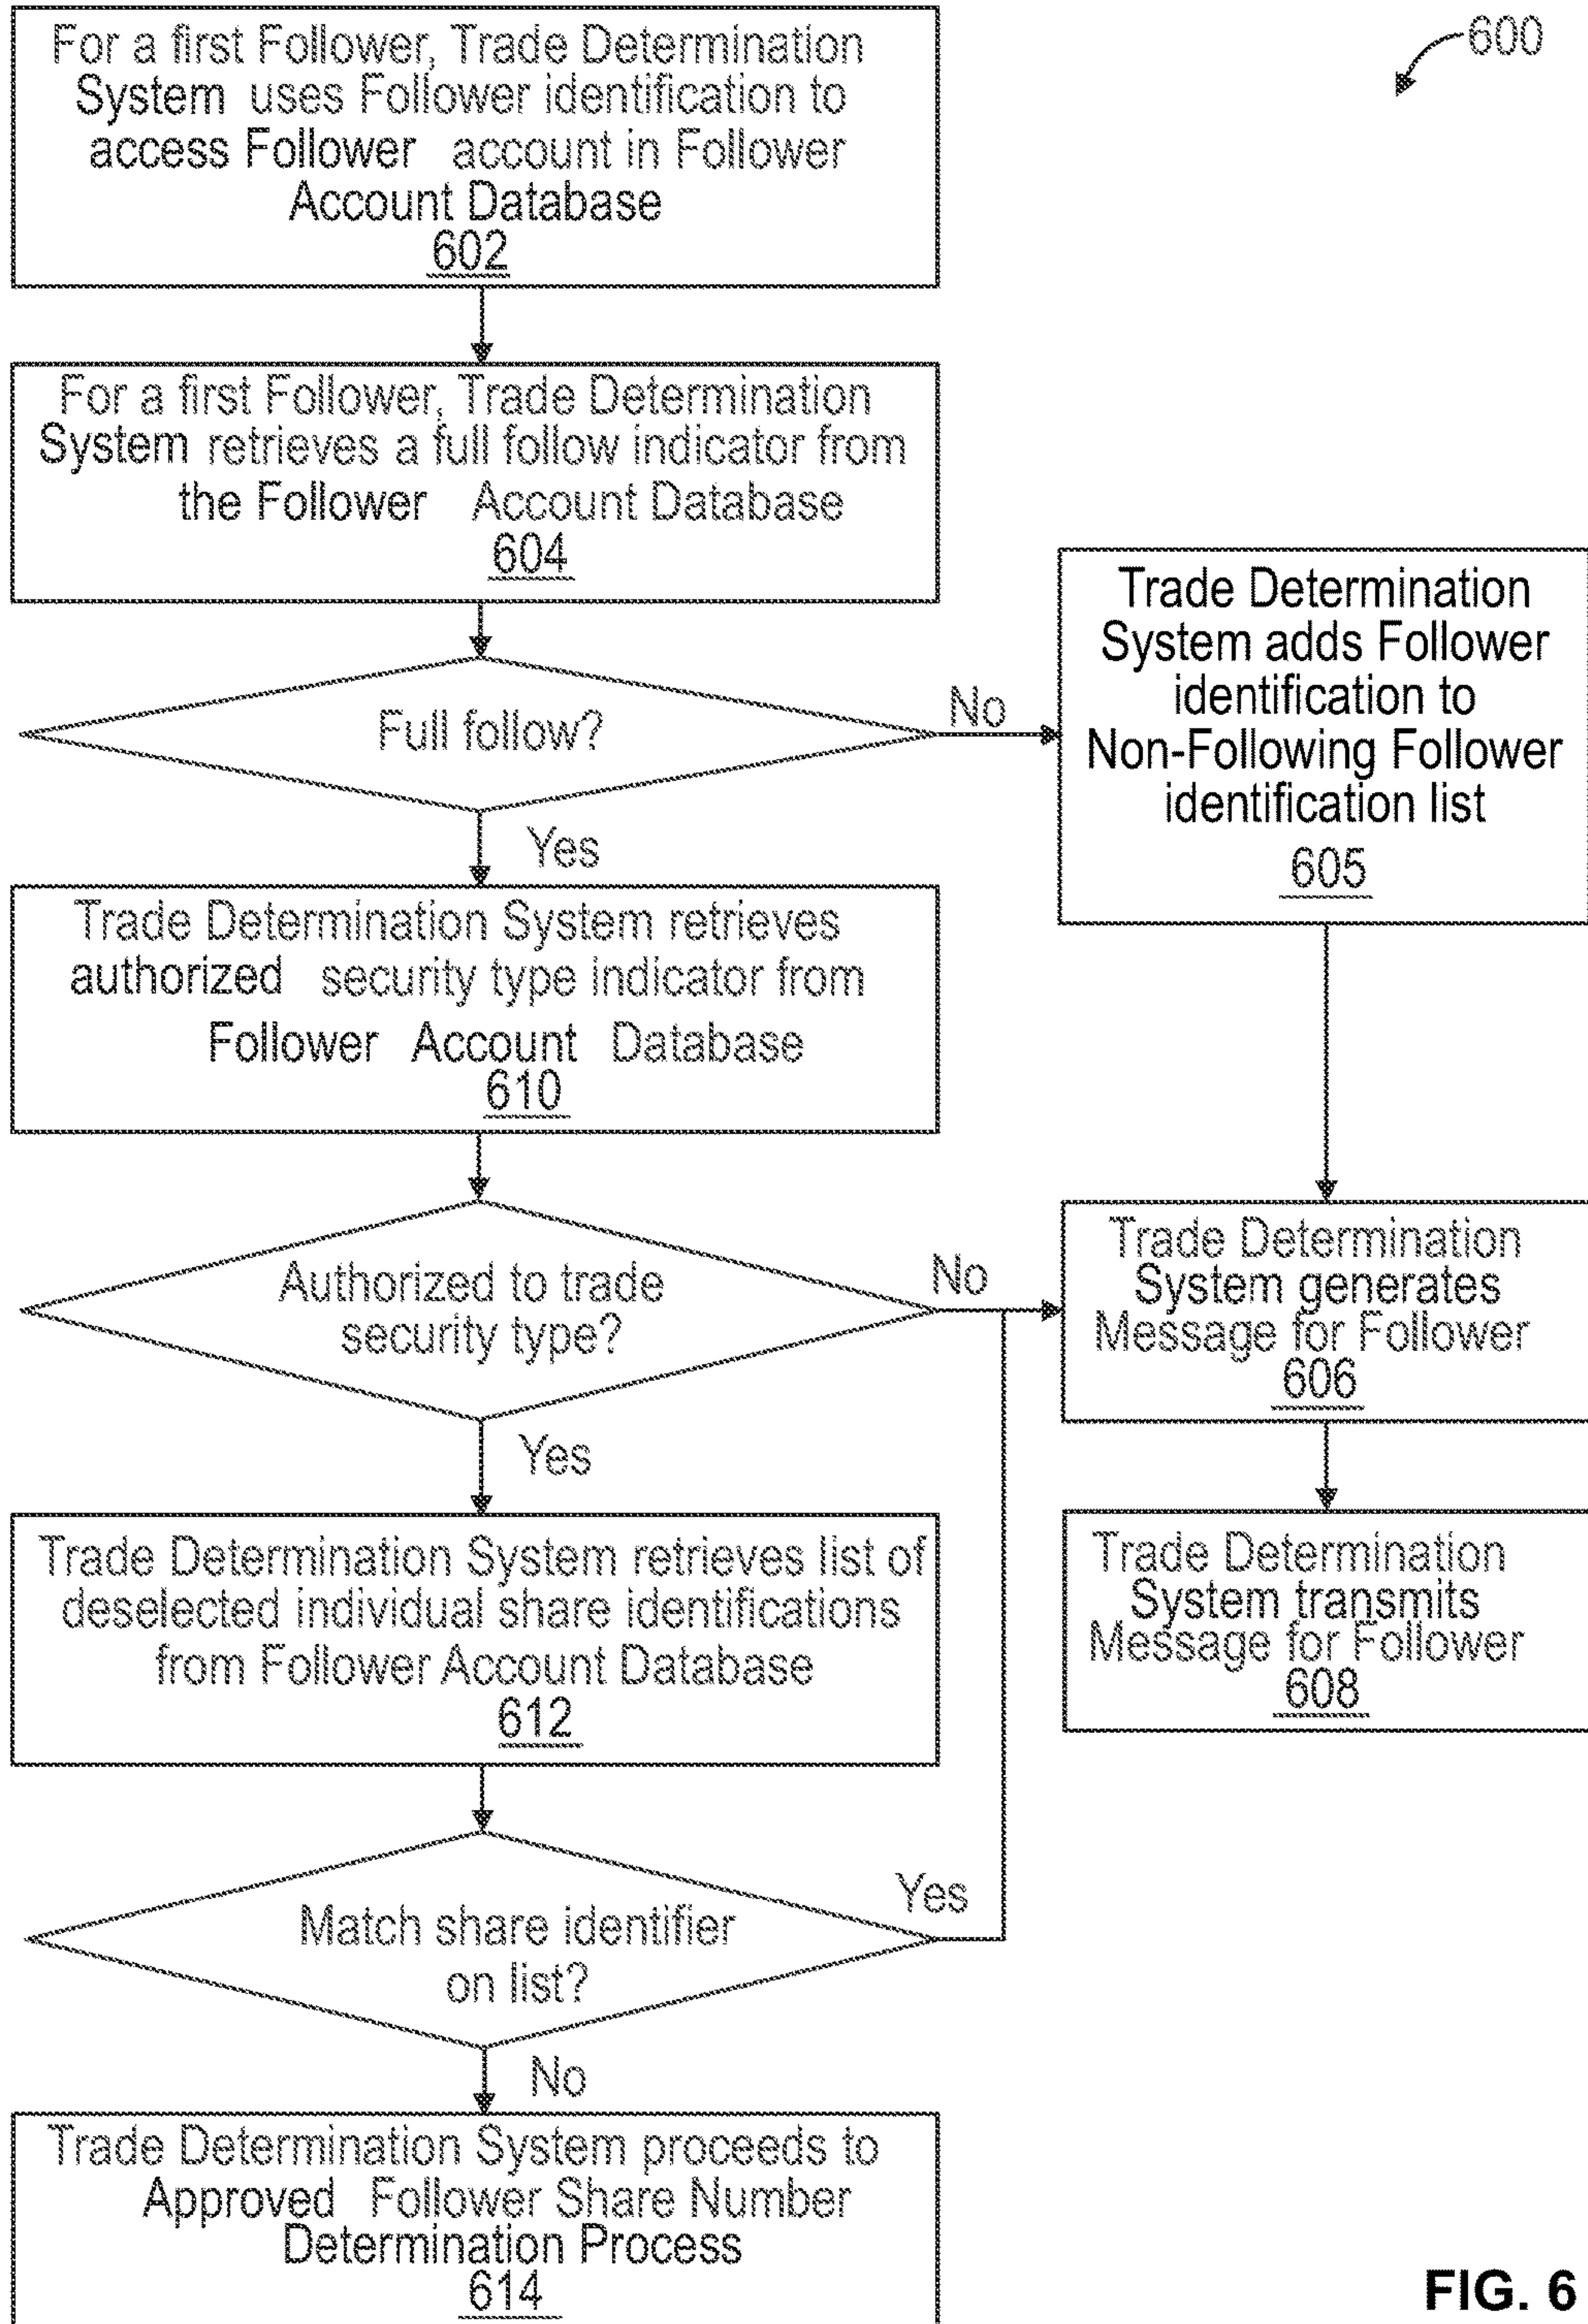 600
For a first Follower, Trade Determination
System uses Follower identification to
access Follower account in Follower
Account Database
602
For a first Follower, Trade Determination
System retrieves a full follow indicator from
the Follower Account Database
604
Full follow?
No
Trade Determination
System adds Follower
identification to
Non-Following Follower
identification list
605
Yes
Trade Determination System retrieves
authorized security type indicator from
Follower Account Database
610
Authorized to trade
security type?
No
Trade Determination
System generates
Message for Follower
606
Yes
Trade Determination
System transmits
Message for Follower
608
Trade Determination System retrieves list of
deselected individual share identifications
from Follower Account Database
612
Match share identifier
on list?
Yes
No
Trade Determination System proceeds to
Approved Follower Share Number
Determination Process
614
FIG. 6